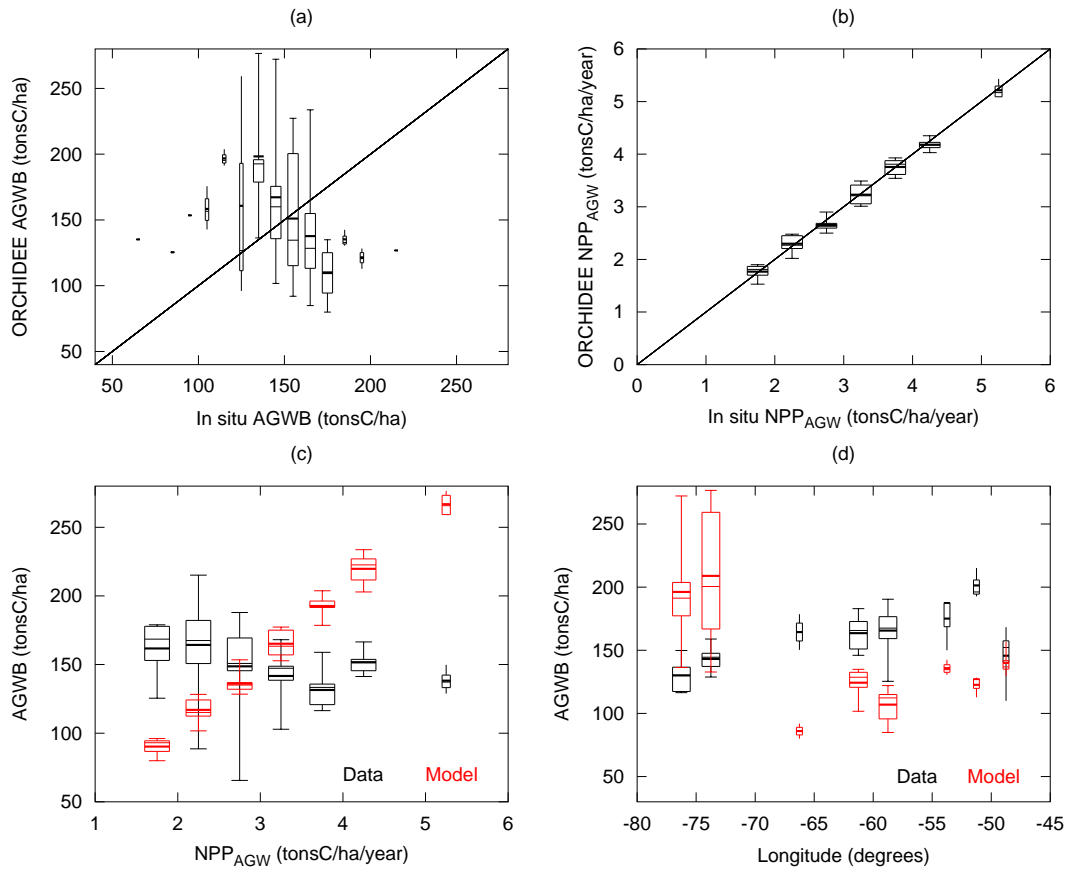 (a)
(b)
ORCHIDEE AGWB (tonsC/ha)
250
200
150
100
50
50 100 150 200 250
In situ AGWB (tonsC/ha)
ORCHIDEE NPP_AGW (tonsC/ha/year)
6
5
4
3
2
1
0
0 1 2 3 4 5 6
In situ NPP_AGW (tonsC/ha/year)
(c)
(d)
AGWB (tonsC/ha)
250
200
150
100
50
Data Model
1 2 3 4 5 6
NPP_AGW (tonsC/ha/year)
AGWB (tonsC/ha)
250
200
150
100
50
Data Model
-80 -75 -70 -65 -60 -55 -50 -45
Longitude (degrees)